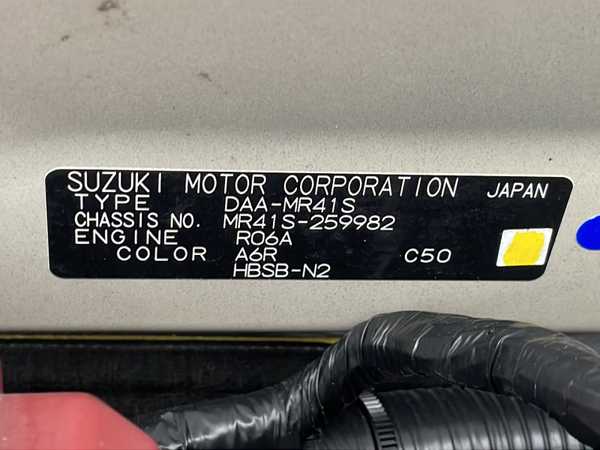 SUZUKI MOTOR CORPORATION JAPAN
TYPE DAA-MR41S
CHASSIS NO. MR41S-259982
ENGINE R06A
COLOR A6R C50
HBSB-N2